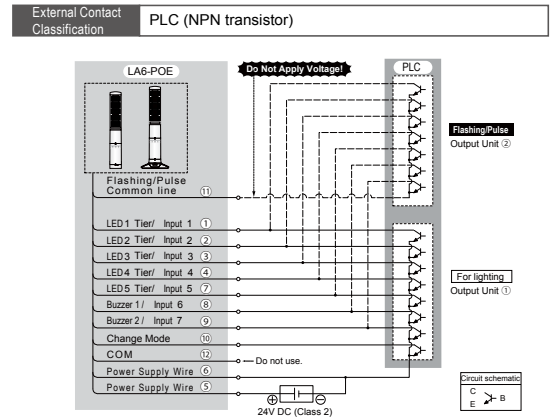 External Contact
Classification
PLC (NPN transistor)
LA6-POE
Do Not Apply Voltage!
PLC
Flashing/Pulse
Output Unit ②
Flashing/Pulse
Common line ⑪
LED1 Tier/ Input 1 ①
LED2 Tier/ Input 2 ②
LED3 Tier/ Input 3 ③
LED4 Tier/ Input 4 ④
LED5 Tier/ Input 5 ⑦
Buzzer 1 / Input 6 ⑧
Buzzer 2 / Input 7 ⑨
Change Mode ⑩
COM ⑫
Do not use.
Power Supply Wire ⑥
Power Supply Wire ⑤
For lighting
Output Unit ①
24V DC (Class 2)
Circuit schematic
C
B
E